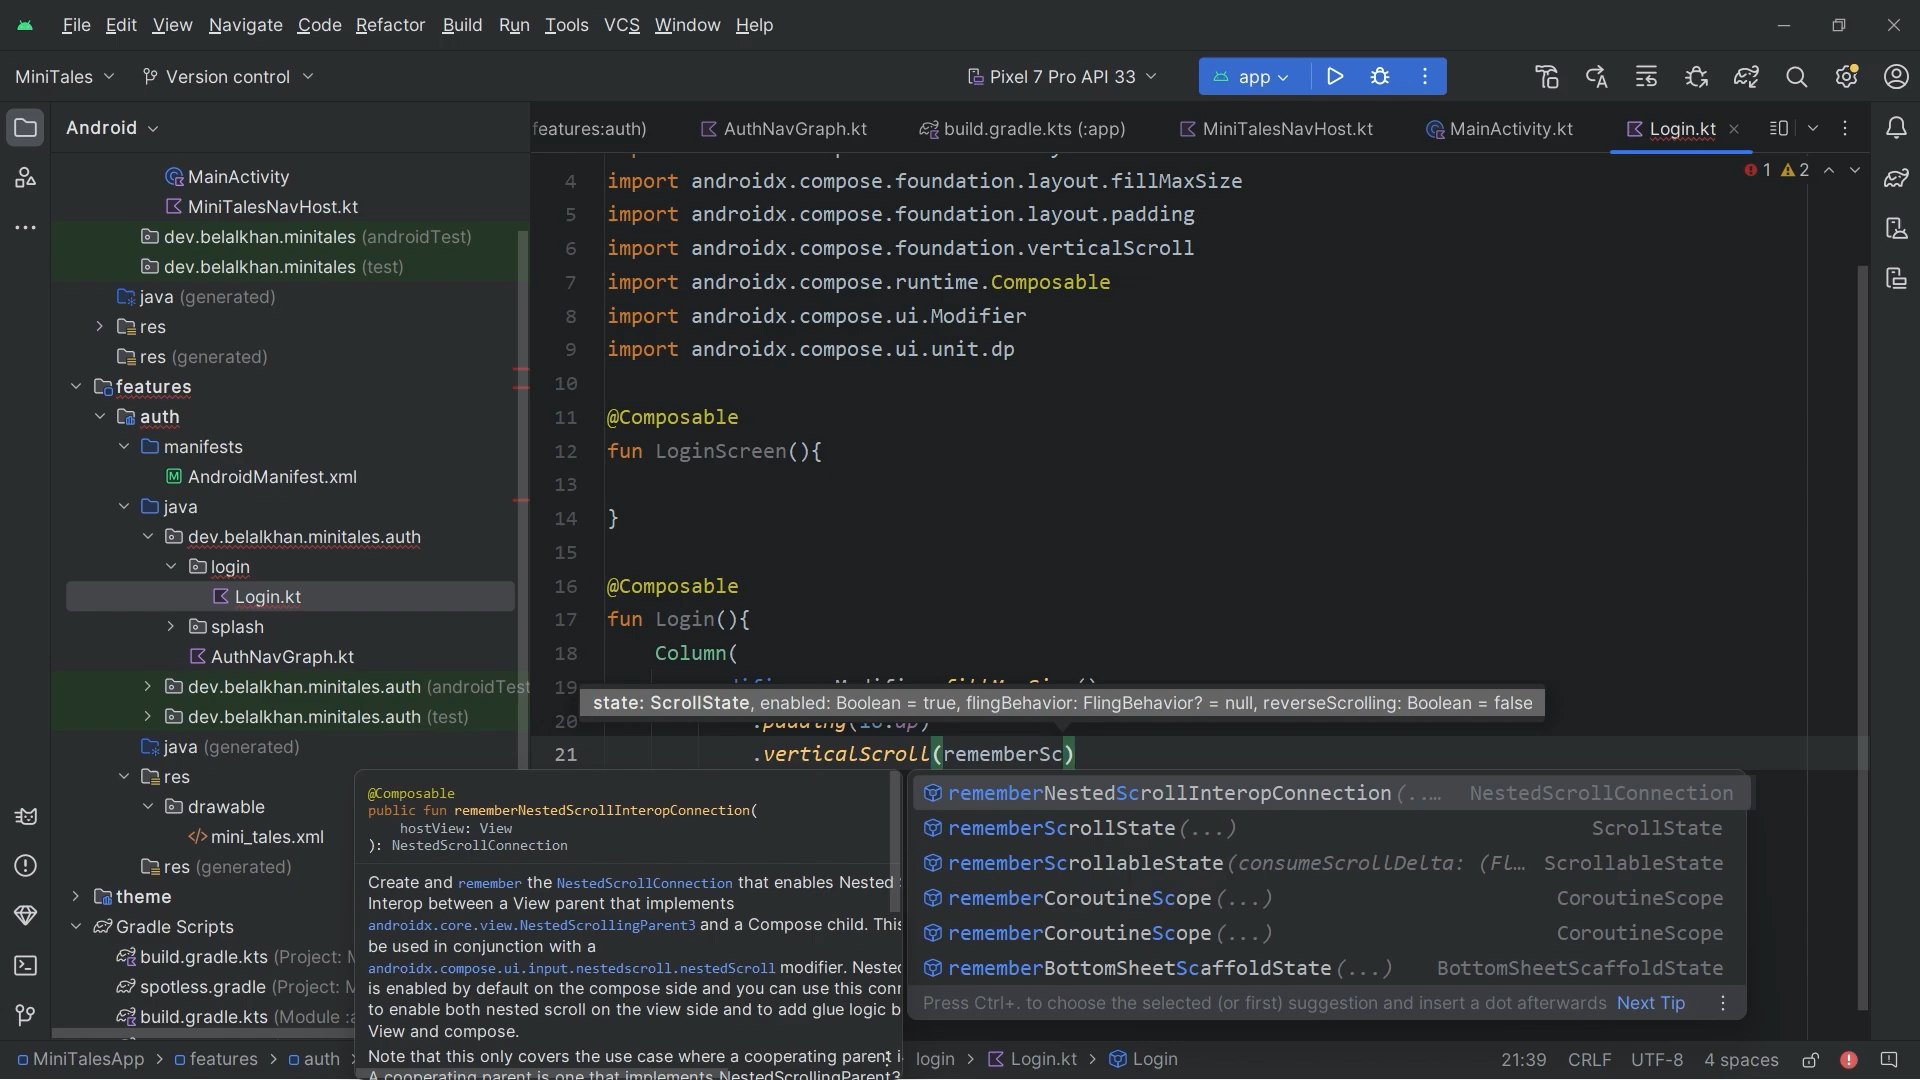 File Edit View Navigate Code Refactor Build Run Tools VCS Window Help
MiniTales Version control Pixel 7 Pro API 33 app
Android
features:auth) AuthNavGraph.kt build.gradle.kts (:app) MiniTalesNavHost.kt MainActivity.kt Login.kt
1 2
MainActivity
MiniTalesNavHost.kt
dev.belalkhan.minitales (androidTest)
dev.belalkhan.minitales (test)
java (generated)
res
res (generated)
features
auth
manifests
AndroidManifest.xml
java
dev.belalkhan.minitales.auth
login
Login.kt
splash
AuthNavGraph.kt
dev.belalkhan.minitales.auth (androidTest
dev.belalkhan.minitales.auth (test)
java (generated)
res
drawable
mini_tales.xml
res (generated)
theme
Gradle Scripts
build.gradle.kts (Project: M
spotless.gradle (Project: M
build.gradle.kts (Module :a
4 import androidx.compose.foundation.layout.fillMaxSize
5 import androidx.compose.foundation.layout.padding
6 import androidx.compose.foundation.verticalScroll
7 import androidx.compose.runtime.Composable
8 import androidx.compose.ui.Modifier
9 import androidx.compose.ui.unit.dp
10
11 @Composable
12 fun LoginScreen(){
13
14 }
15
16 @Composable
17 fun Login(){
18 Column(
19
state: ScrollState, enabled: Boolean = true, flingBehavior: FlingBehavior? = null, reverseScrolling: Boolean = false
20
21 .verticalScroll(rememberSc)
@Composable
public fun rememberNestedScrollInteropConnection(
hostView: View
): NestedScrollConnection
Create and remember the NestedScrollConnection that enables Nested
Interop between a View parent that implements
androidx.core.view.NestedScrollingParent3 and a Compose child. This
be used in conjunction with a
androidx.compose.ui.input.nestedscroll.nestedScroll modifier. Nested
is enabled by default on the compose side and you can use this conn
to enable both nested scroll on the view side and to add glue logic b
View and compose.
Note that this only covers the use case where a cooperating parent i
A cooperating parent is one that implements NestedScrollingParent3
rememberNestedScrollInteropConnection(..… NestedScrollConnection
rememberScrollState(...) ScrollState
rememberScrollableState(consumeScrollDelta: (Fl… ScrollableState
rememberCoroutineScope(...) CoroutineScope
rememberCoroutineScope(...) CoroutineScope
rememberBottomSheetScaffoldState(...) BottomSheetScaffoldState
Press Ctrl+. to choose the selected (or first) suggestion and insert a dot afterwards Next Tip
MiniTalesApp > features > auth > login > Login.kt > Login 21:39 CRLF UTF-8 4 spaces